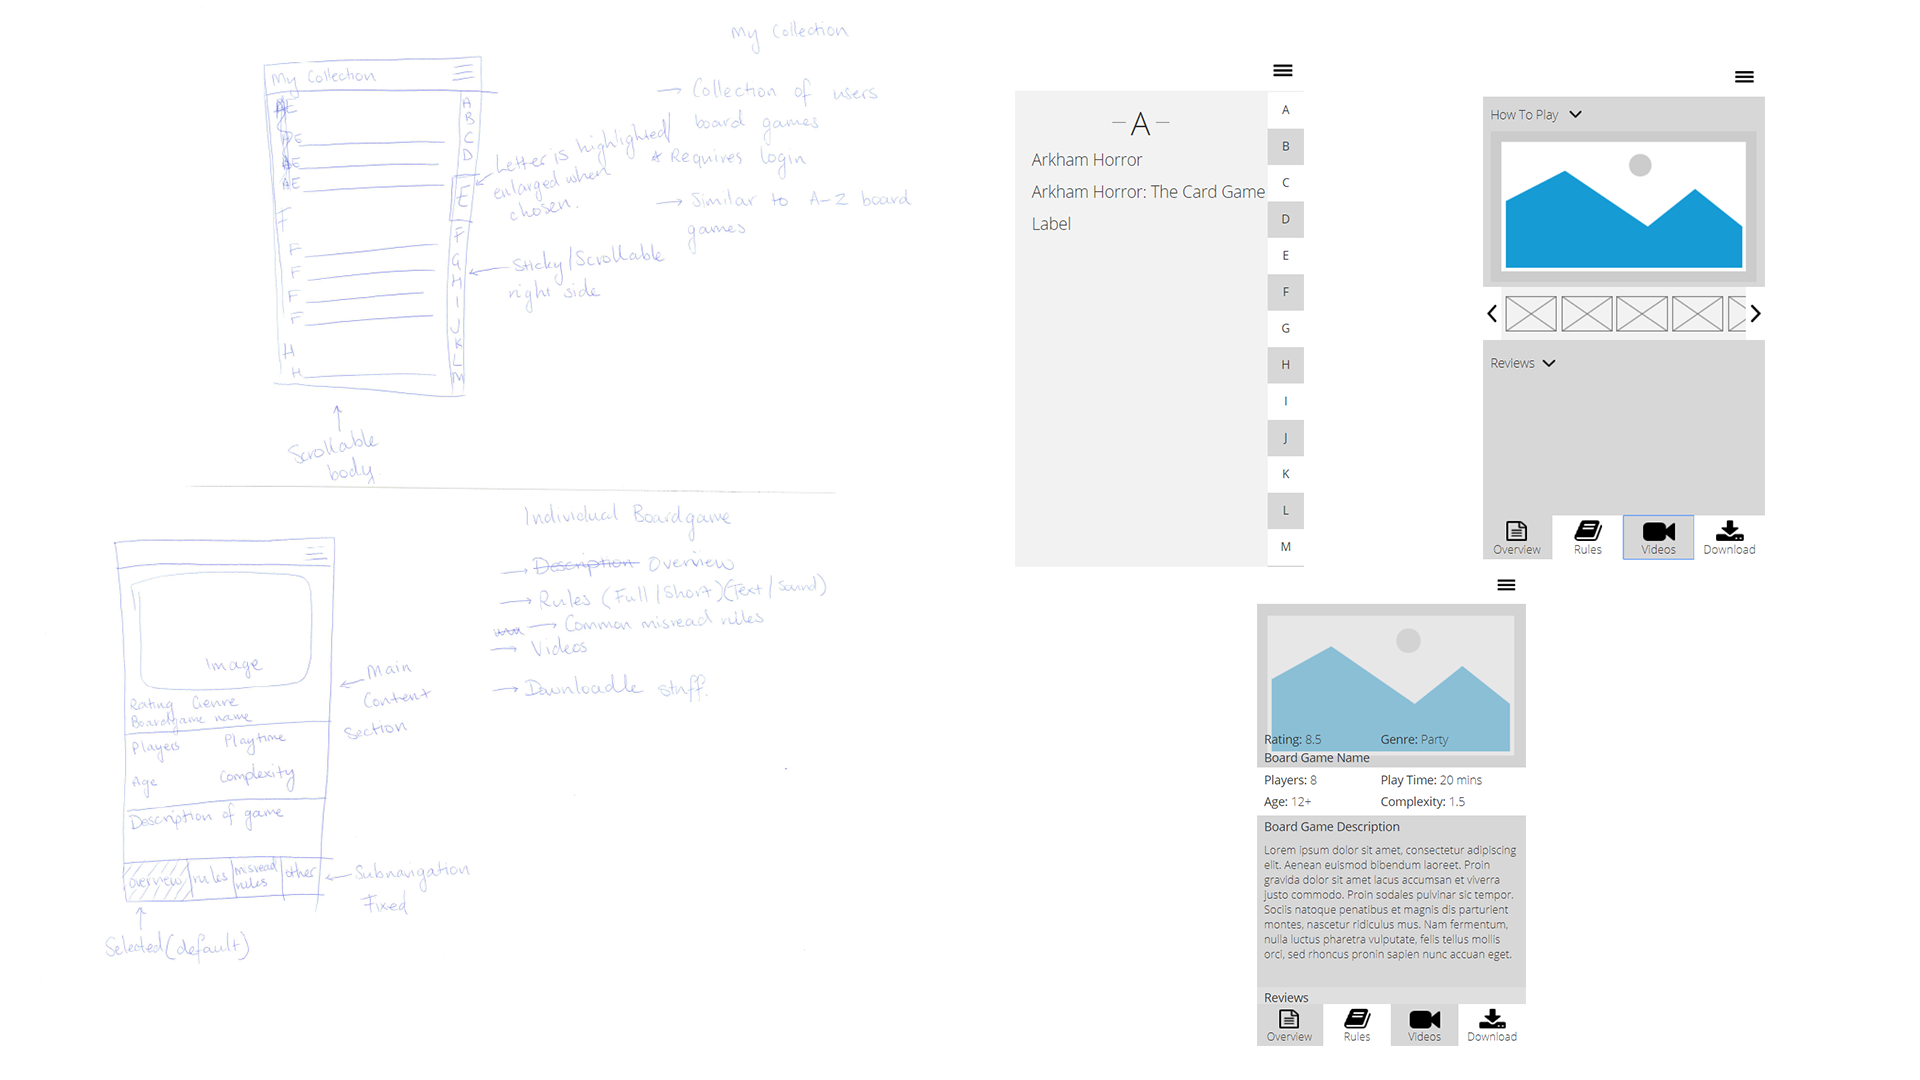 My Collection
My Collection
→ Collection of users
board games
* Requires login
→ Similar to A-Z board
games
AE
AE
AE
AE
F
F
F
F
F
H
H
A
B
C
D
E
F
G
H
I
J
K
L
M
Letter is highlighted/
enlarged when
chosen.
Sticky/Scrollable
right side
Scrollable
body.
Individual Boardgame
→ Description Overview
→ Rules (Full/Short)(Text/Sound)
→ Common misread rules
→ Videos
→ Downloadle stuff.
Image
Rating Genre
Boardgame name
Players Playtime
Age Complexity
Description of game
overview rules misread rules other
Main
Content
Section
Subnavigation
Fixed
Selected(default)
A
Arkham Horror
Arkham Horror: The Card Game
Label
A
B
C
D
E
F
G
H
I
J
K
L
M
How To Play
Reviews
Overview Rules Videos Download
Rating: 8.5 Genre: Party
Board Game Name
Players: 8 Play Time: 20 mins
Age: 12+ Complexity: 1.5
Board Game Description
Lorem ipsum dolor sit amet, consectetur adipiscing
elit. Aenean euismod bibendum laoreet. Proin
gravida dolor sit amet lacus accumsan et viverra
justo commodo. Proin sodales pulvinar sic tempor.
Sociis natoque penatibus et magnis dis parturient
montes, nascetur ridiculus mus. Nam fermentum,
nulla luctus pharetra vulputate, felis tellus mollis
orci, sed rhoncus pronin sapien nunc accuan eget.
Reviews
Overview Rules Videos Download